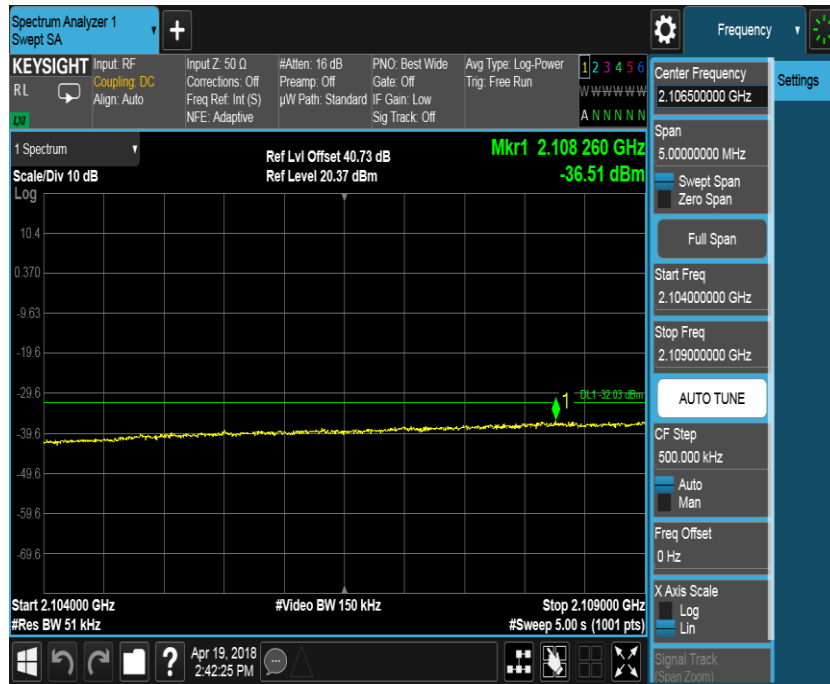 Spectrum Analyzer 1
Swept SA
+
Frequency
KEYSIGHT
RL
LXI
Input: RF
Coupling: DC
Align: Auto
Input Z: 50 Ω
Corrections: Off
Freq Ref: Int (S)
NFE: Adaptive
#Atten: 16 dB
Preamp: Off
µW Path: Standard
PNO: Best Wide
Gate: Off
IF Gain: Low
Sig Track: Off
Avg Type: Log-Power
Trig: Free Run
1 2 3 4 5 6
W W W W W W
A N N N N N
1 Spectrum
Scale/Div 10 dB
Log
Ref Lvl Offset 40.73 dB
Ref Level 20.37 dBm
Mkr1 2.108 260 GHz
-36.51 dBm
10.4
0.370
-9.63
-19.6
-29.6
-39.6
-49.6
-59.6
-69.6
1
DL1 -32.03 dBm
Start 2.104000 GHz
#Res BW 51 kHz
#Video BW 150 kHz
Stop 2.109000 GHz
#Sweep 5.00 s (1001 pts)
Center Frequency
2.106500000 GHz
Span
5.00000000 MHz
Swept Span
Zero Span
Full Span
Start Freq
2.104000000 GHz
Stop Freq
2.109000000 GHz
AUTO TUNE
CF Step
500.000 kHz
Auto
Man
Freq Offset
0 Hz
X Axis Scale
Log
Lin
Signal Track
(Span Zoom)
Settings
?
Apr 19, 2018
2:42:25 PM